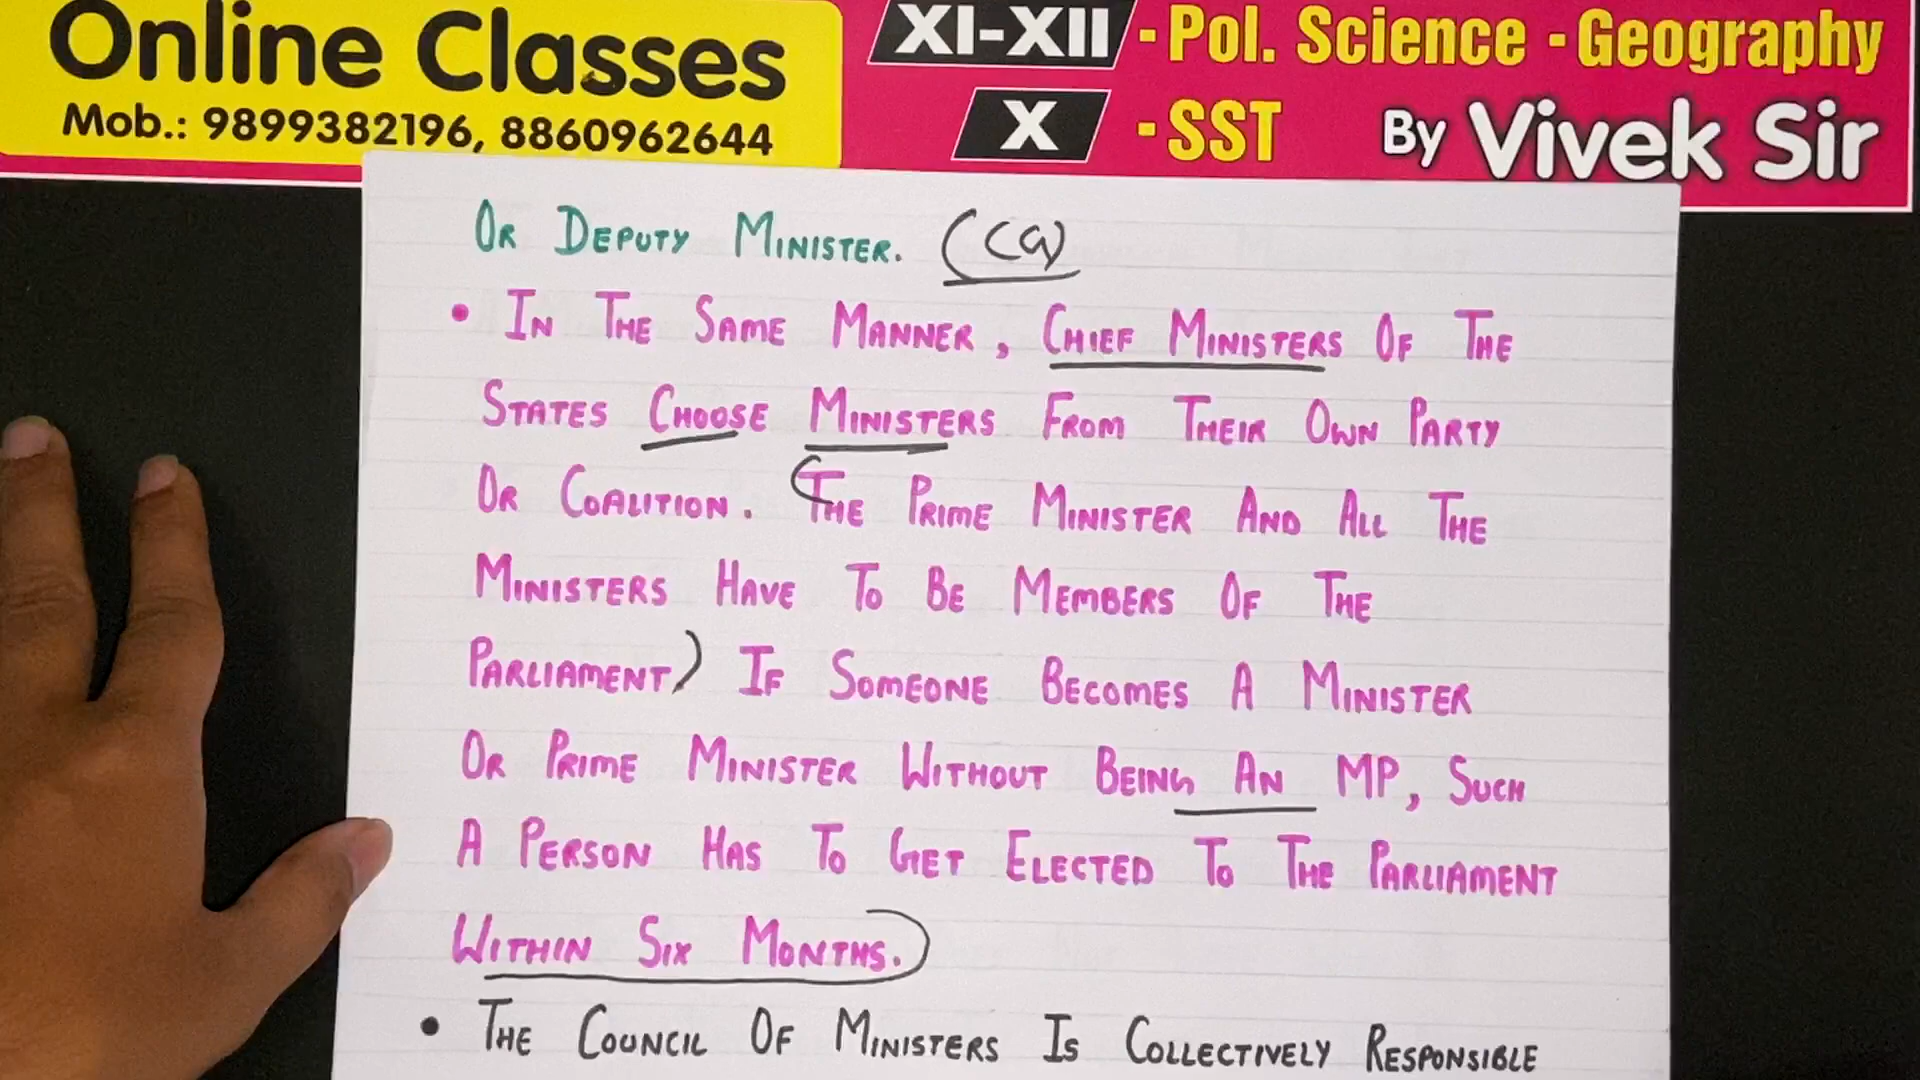 Online Classes
Mob.: 9899382196, 8860962644
XI-XII - Pol. Science - Geography
X - SST By Vivek Sir
OR DEPUTY MINISTER. (CG)
• IN THE SAME MANNER, CHIEF MINISTERS OF THE
STATES CHOOSE MINISTERS FROM THEIR OWN PARTY
OR COALITION. (THE PRIME MINISTER AND ALL THE
MINISTERS HAVE TO BE MEMBERS OF THE
PARLIAMENT) IF SOMEONE BECOMES A MINISTER
OR PRIME MINISTER WITHOUT BEING AN MP, SUCH
A PERSON HAS TO GET ELECTED TO THE PARLIAMENT
WITHIN SIX MONTHS.)
• THE COUNCIL OF MINISTERS IS COLLECTIVELY RESPONSIBLE